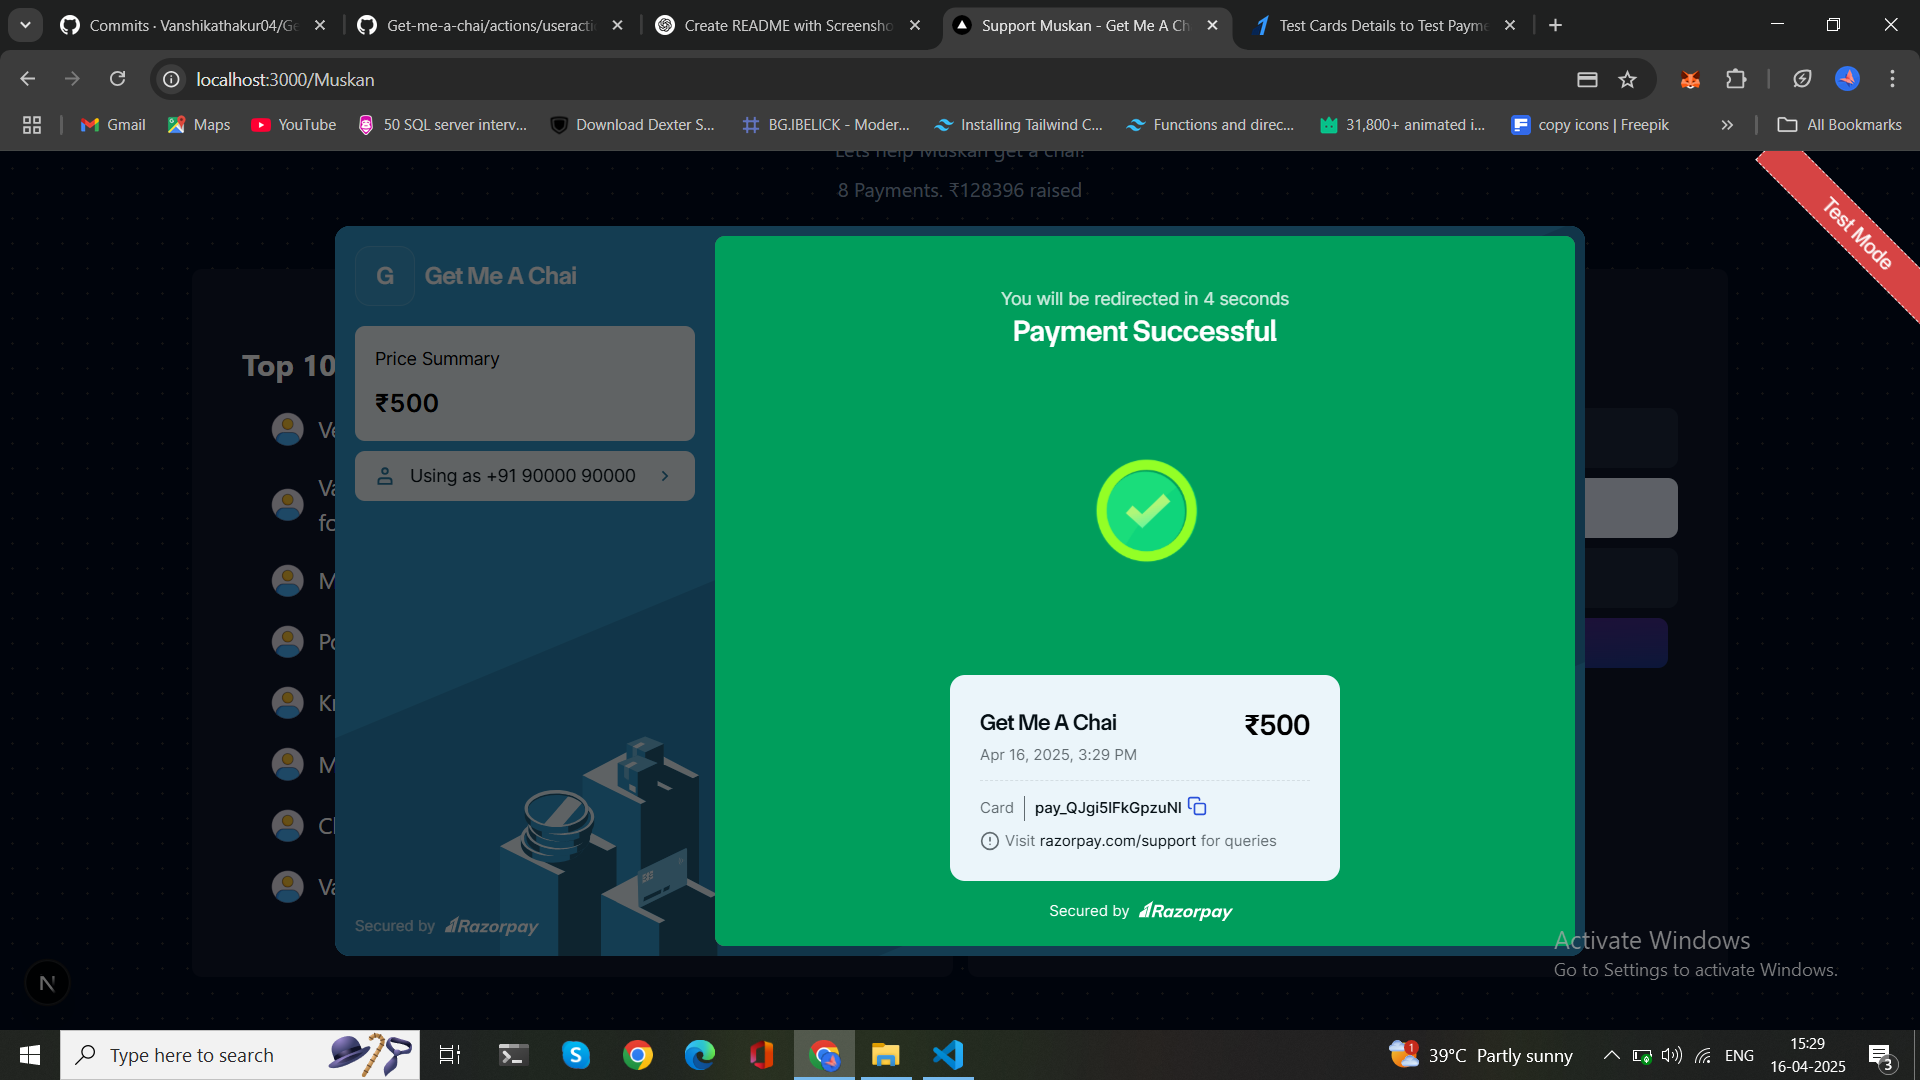 Commits · Vanshikathakur04/Ge
Get-me-a-chai/actions/useracti
Create README with Screensho
Support Muskan - Get Me A Ch
Test Cards Details to Test Payme
localhost:3000/Muskan
Gmail
Maps
YouTube
50 SQL server interv...
Download Dexter S...
BG.IBELICK - Moder...
Installing Tailwind C...
Functions and direc...
31,800+ animated i...
copy icons | Freepik
All Bookmarks
Lets help Muskan get a chai!
8 Payments. ₹128396 raised
Test Mode
G
Get Me A Chai
Price Summary
₹500
Using as +91 90000 90000
Secured by Razorpay
Top 10
Ve
Va
fo
M
Po
Kr
M
Ch
Va
You will be redirected in 4 seconds
Payment Successful
Get Me A Chai
₹500
Apr 16, 2025, 3:29 PM
Card
Visit razorpay.com/support for queries
Secured by Razorpay
Activate Windows
Go to Settings to activate Windows.
N
Type here to search
1
39°C Partly sunny
ENG
15:29
16-04-2025
3